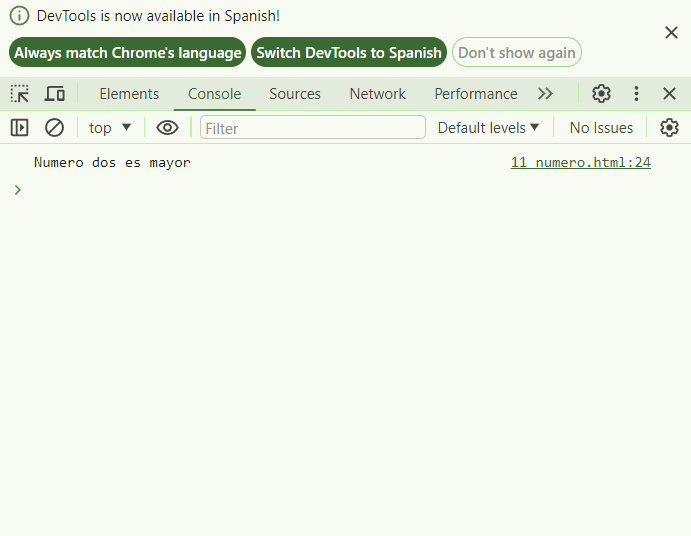 DevTools is now available in Spanish!
Always match Chrome's language Switch DevTools to Spanish Don't show again
Elements Console Sources Network Performance
top Filter Default levels No Issues
Numero dos es mayor 11_numero.html:24